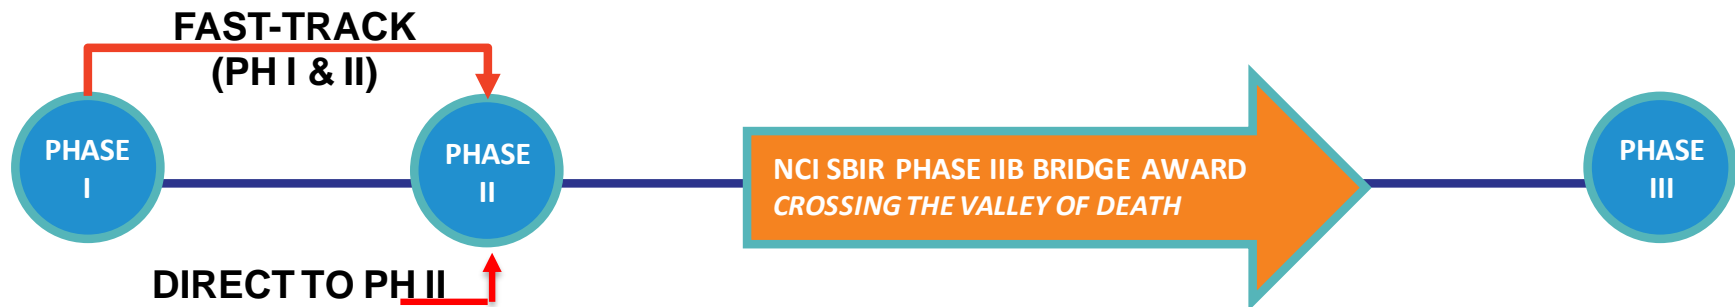 FAST-TRACK
(PH I & II)
PHASE
I
PHASE
II
NCI SBIR PHASE IIB BRIDGE AWARD
CROSSING THE VALLEY OF DEATH
PHASE
III
DIRECT TO PH II